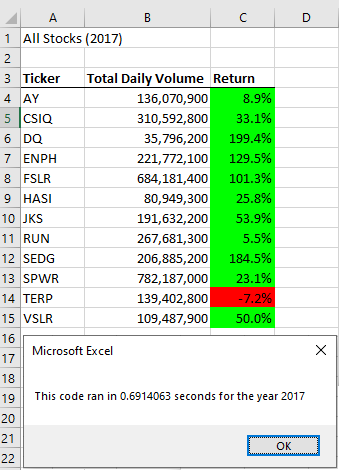 A B C D
1 All Stocks (2017)
2
3 Ticker Total Daily Volume Return
4 AY 136,070,900 8.9%
5 CSIQ 310,592,800 33.1%
6 DQ 35,796,200 199.4%
7 ENPH 221,772,100 129.5%
8 FSLR 684,181,400 101.3%
9 HASI 80,949,300 25.8%
10 JKS 191,632,200 53.9%
11 RUN 267,681,300 5.5%
12 SEDG 206,885,200 184.5%
13 SPWR 782,187,000 23.1%
14 TERP 139,402,800 -7.2%
15 VSLR 109,487,900 50.0%
16
17 Microsoft Excel
18
19 This code ran in 0.6914063 seconds for the year 2017
20
21 OK
22